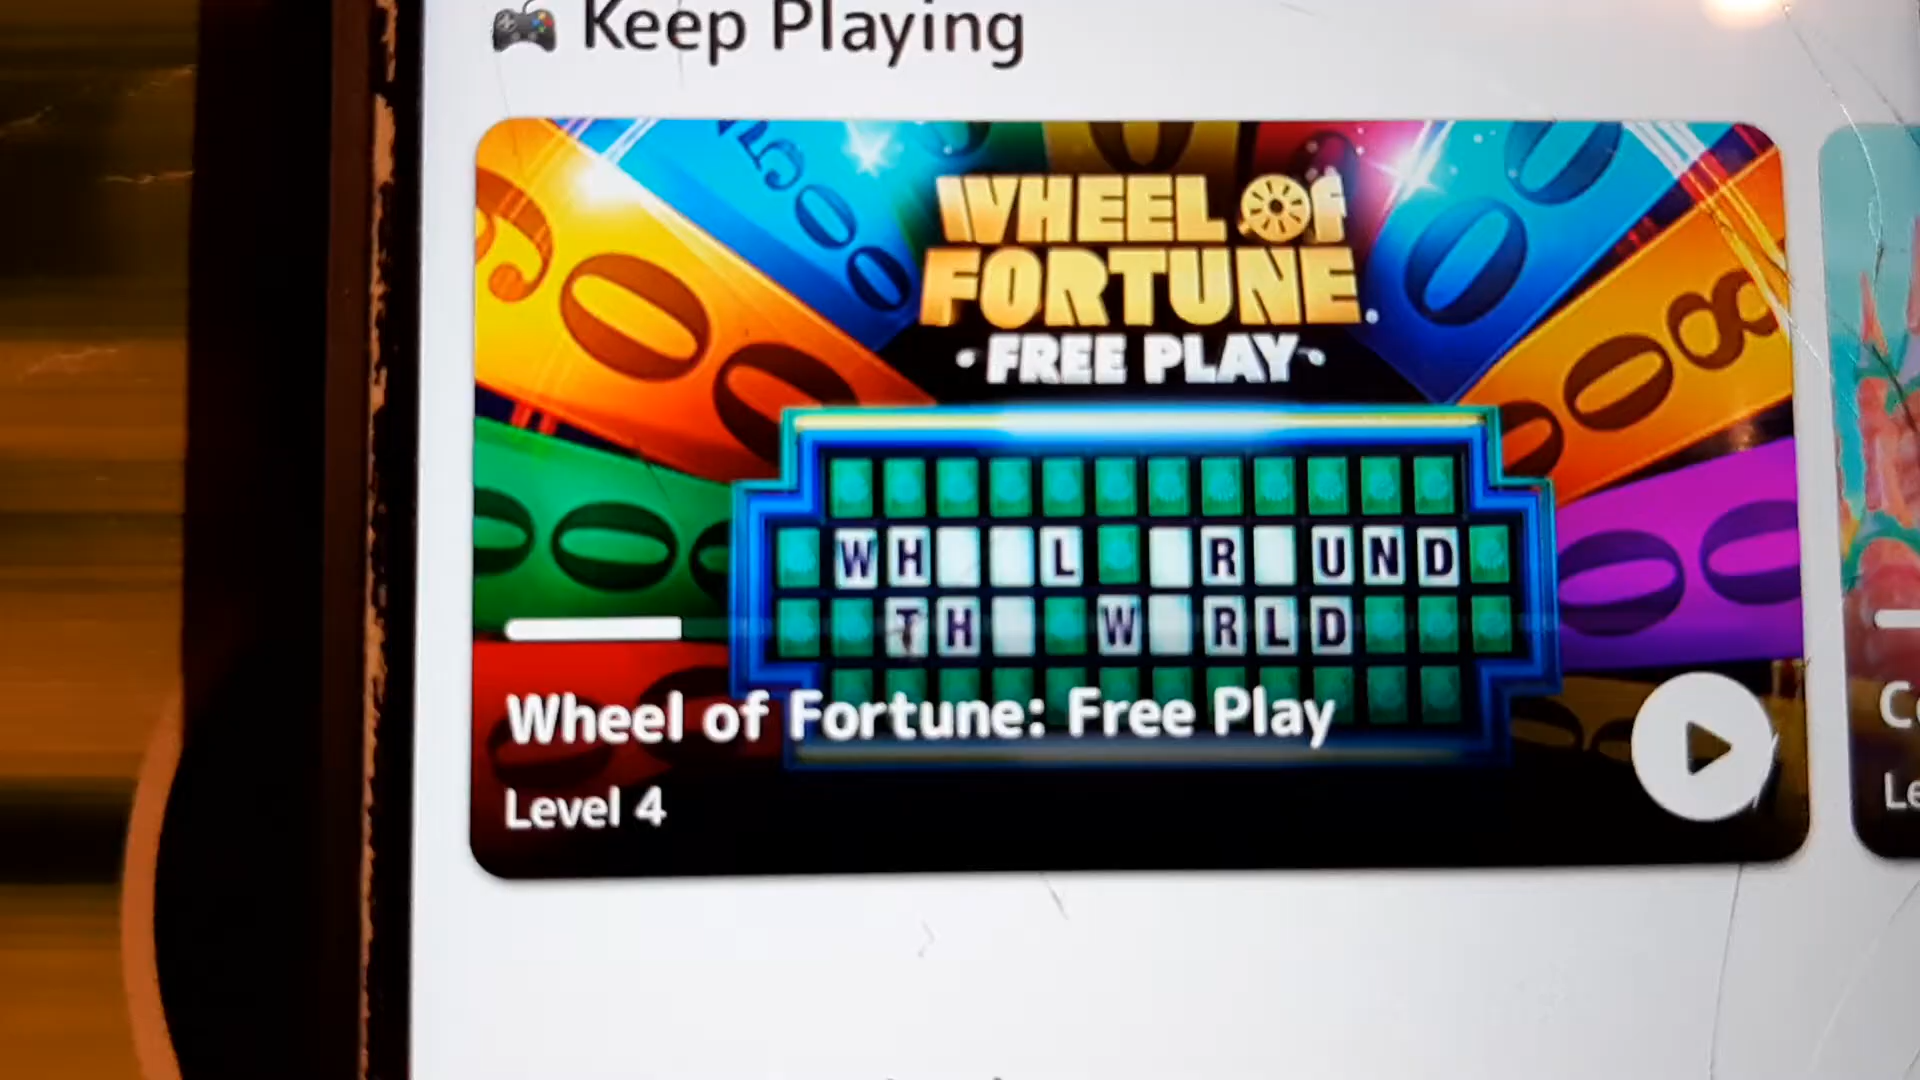 Keep Playing
WHEEL OF
FORTUNE
FREE PLAY
WH L R UND
TH W RLD
Wheel of Fortune: Free Play
Level 4